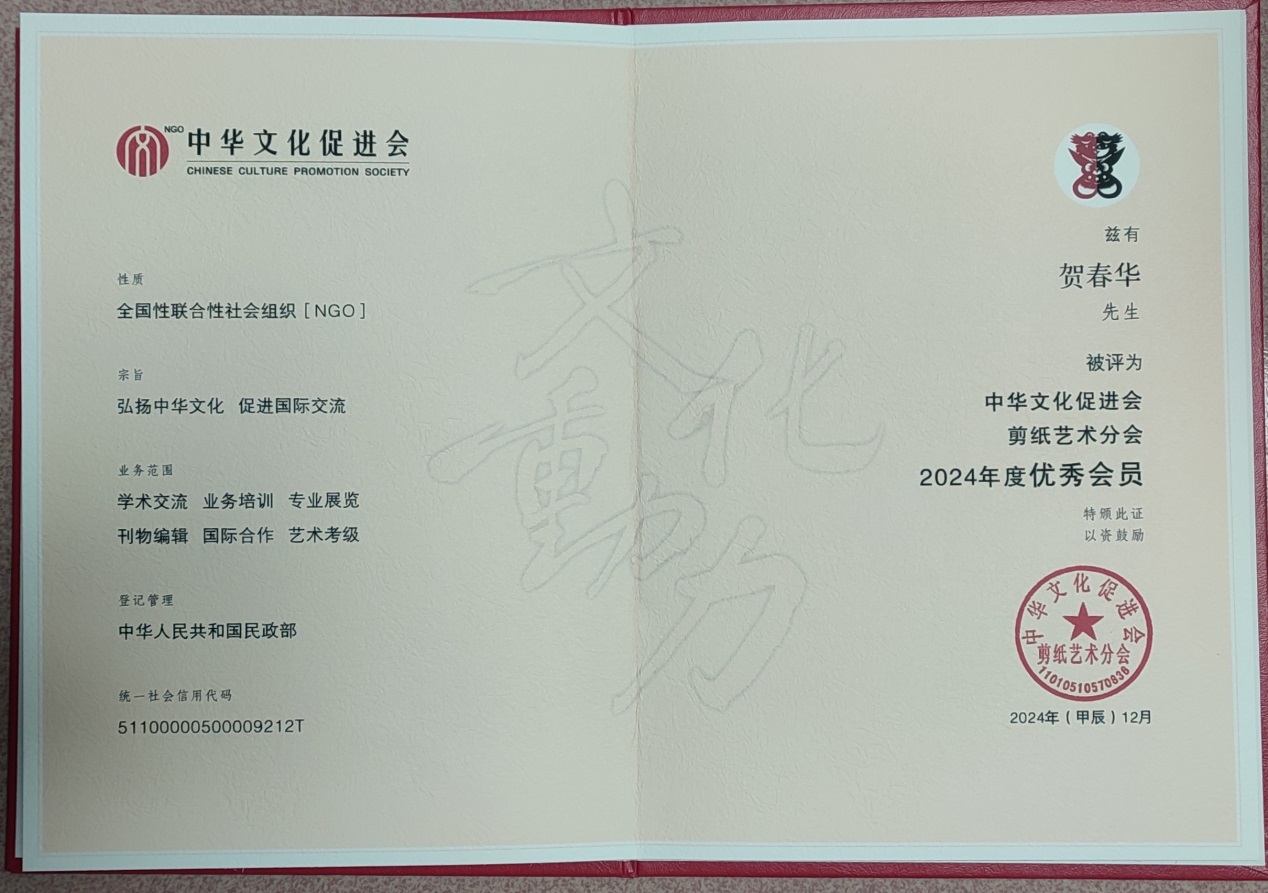 NGO
中华文化促进会
CHINESE CULTURE PROMOTION SOCIETY
性质
全国性联合性社会组织［NGO］
宗旨
弘扬中华文化 促进国际交流
业务范围
学术交流 业务培训 专业展览
刊物编辑 国际合作 艺术考级
登记管理
中华人民共和国民政部
统一社会信用代码
51100000500009212T
文化
重力
兹有
贺春华
先生
被评为
中华文化促进会
剪纸艺术分会
2024年度优秀会员
特颁此证
以资鼓励
中华文化促进会
剪纸艺术分会
11010510570836
2024年（甲辰）12月